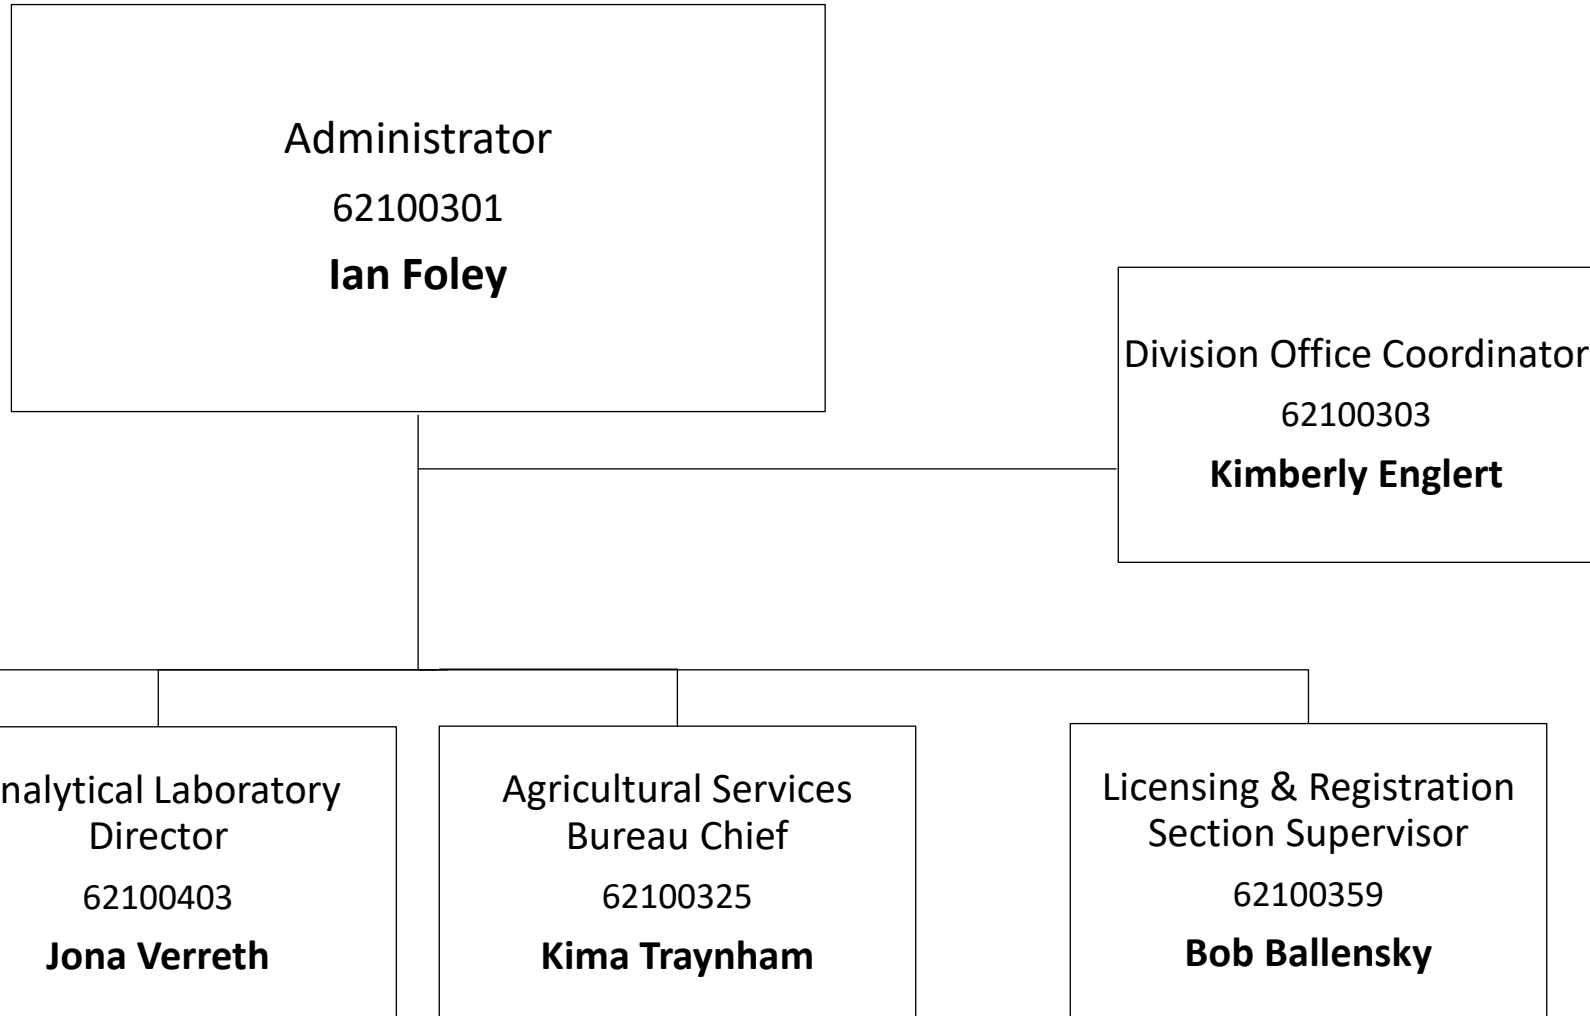 Administrator
62100301
Ian Foley
Division Office Coordinator
62100303
Kimberly Englert
nalytical Laboratory
Director
62100403
Jona Verreth
Agricultural Services
Bureau Chief
62100325
Kima Traynham
Licensing & Registration
Section Supervisor
62100359
Bob Ballensky